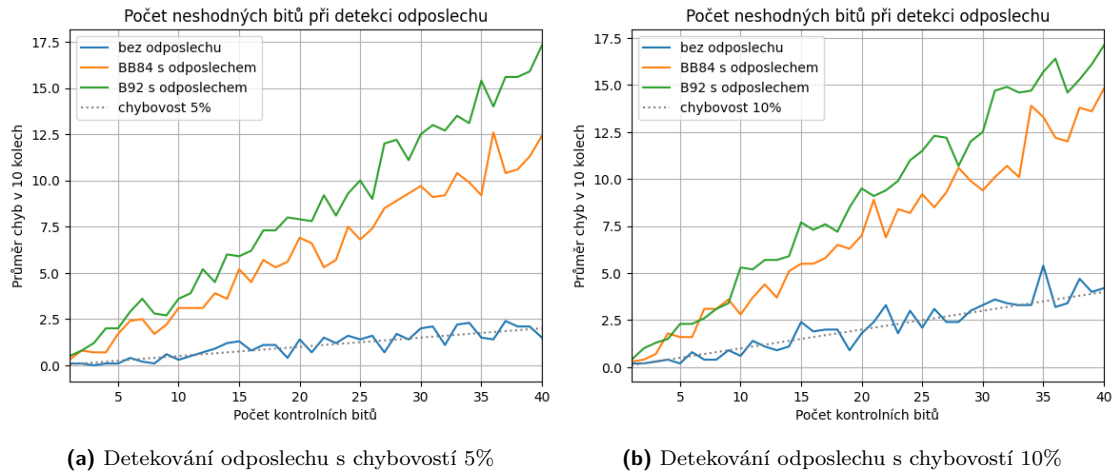 Počet neshodných bitů při detekci odposlechu
Průměr chyb v 10 kolech
17.5
15.0
12.5
10.0
7.5
5.0
2.5
0.0
bez odposlechu
BB84 s odposlechem
B92 s odposlechem
chybovost 5%
5 10 15 20 25 30 35 40
Počet kontrolních bitů
(a) Detekování odposlechu s chybovostí 5%
Počet neshodných bitů při detekci odposlechu
Průměr chyb v 10 kolech
17.5
15.0
12.5
10.0
7.5
5.0
2.5
0.0
bez odposlechu
BB84 s odposlechem
B92 s odposlechem
chybovost 10%
5 10 15 20 25 30 35 40
Počet kontrolních bitů
(b) Detekování odposlechu s chybovostí 10%